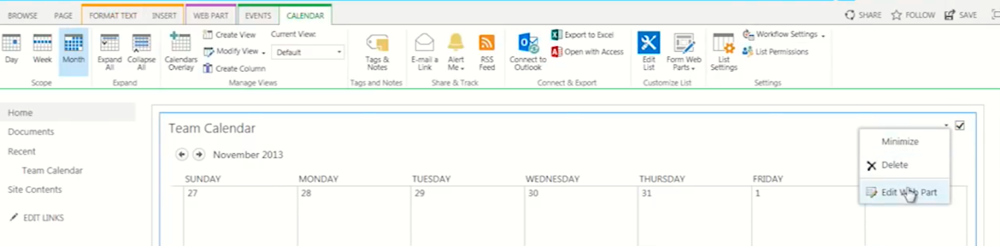 BROWSE PAGE FORMAT TEXT INSERT WEB PART EVENTS CALENDAR SHARE FOLLOW SAVE
Day
Week
Month
Scope
Expand
All
Collapse
All
Expand
Calendars
Overlay
Create View
Modify View
Create Column
Current View:
Default
Manage Views
Tags &
Notes
Tags and Notes
E-mail a
Link
Alert
Me
RSS
Feed
Share & Track
Connect to
Outlook
Export to Excel
Open with Access
Connect & Export
Edit
List
Form Web
Parts
Customize List
List
Settings
Workflow Settings
List Permissions
Settings
Home
Documents
Recent
Team Calendar
Site Contents
EDIT LINKS
Team Calendar
November 2013
SUNDAY MONDAY TUESDAY WEDNESDAY THURSDAY FRIDAY
27 28 29 30 31 1
Minimize
Delete
Edit Web Part